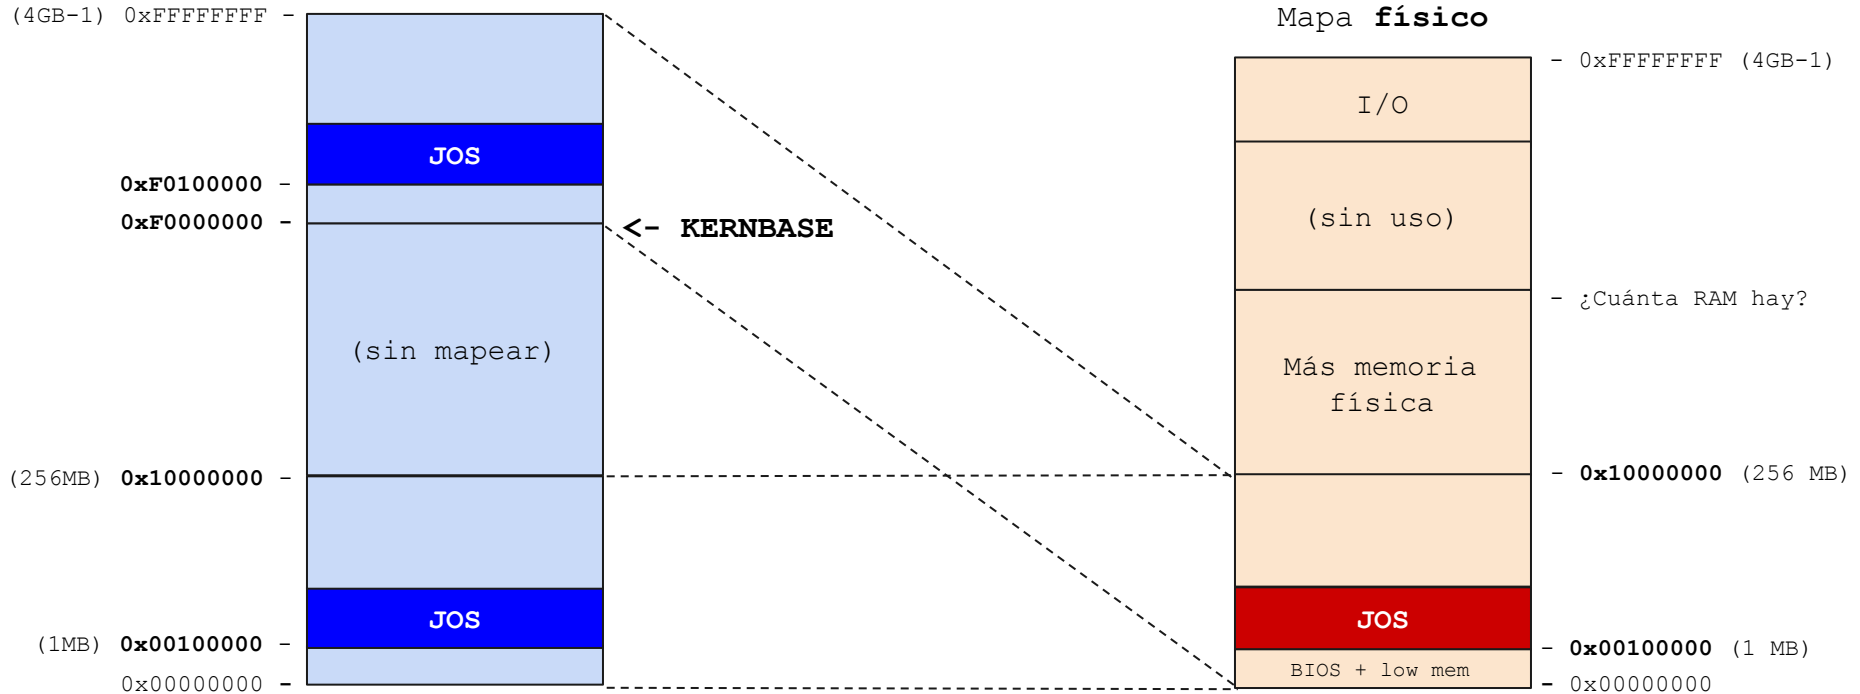 (4GB-1) 0xFFFFFFFF -
JOS
0xF0100000 -
0xF0000000 -
<- KERNBASE
(sin mapear)
(256MB) 0x10000000 -
JOS
(1MB) 0x00100000 -
0x00000000 -
Mapa físico
- 0xFFFFFFFF (4GB-1)
I/O
(sin uso)
- ¿Cuánta RAM hay?
Más memoria
física
- 0x10000000 (256 MB)
JOS
- 0x00100000 (1 MB)
BIOS + low mem
- 0x00000000